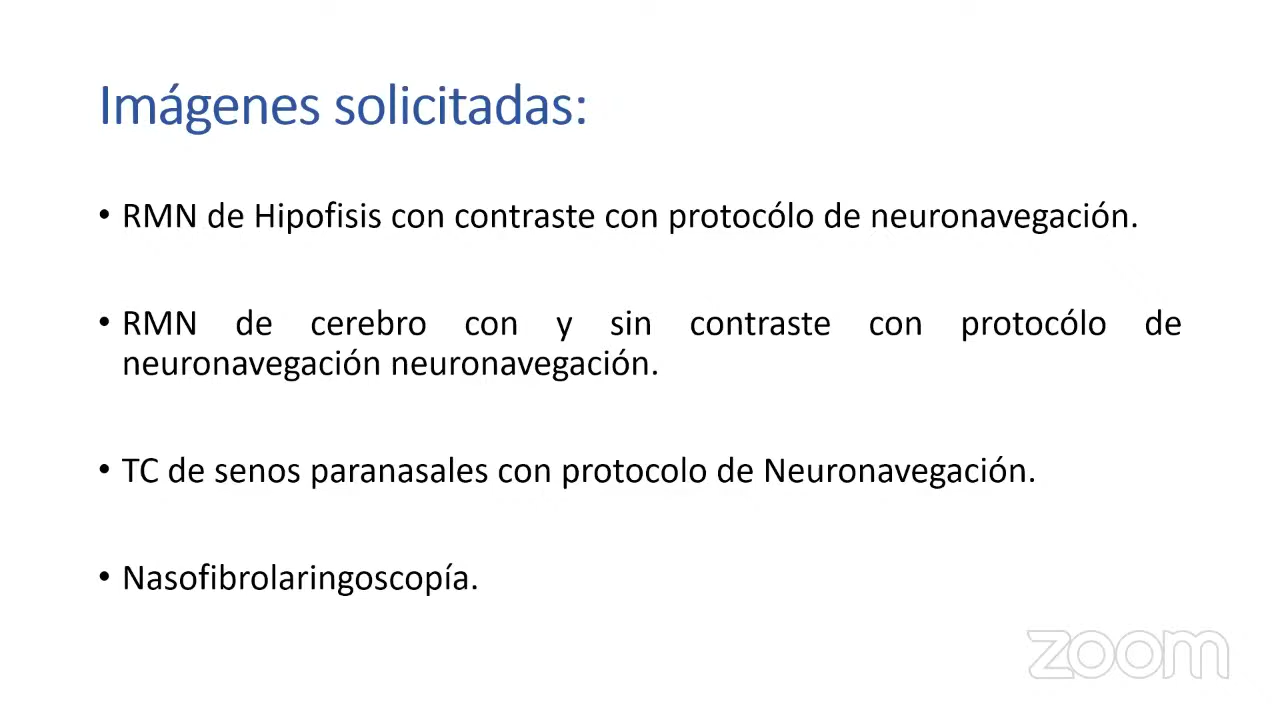 Imágenes solicitadas:
• RMN de Hipofisis con contraste con protocólo de neuronavegación.
• RMN de cerebro con y sin contraste con protocólo de
neuronavegación neuronavegación.
• TC de senos paranasales con protocolo de Neuronavegación.
• Nasofibrolaringoscopía.
zoom